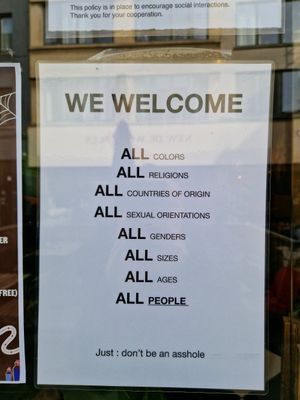 This policy is in place to encourage social interactions.
Thank you for your cooperation.
WE WELCOME
ALL COLORS
ALL RELIGIONS
ALL COUNTRIES OF ORIGIN
ALL SEXUAL ORIENTATIONS
ALL GENDERS
ALL SIZES
ALL AGES
ALL PEOPLE
Just : don't be an asshole
ER
FREE)